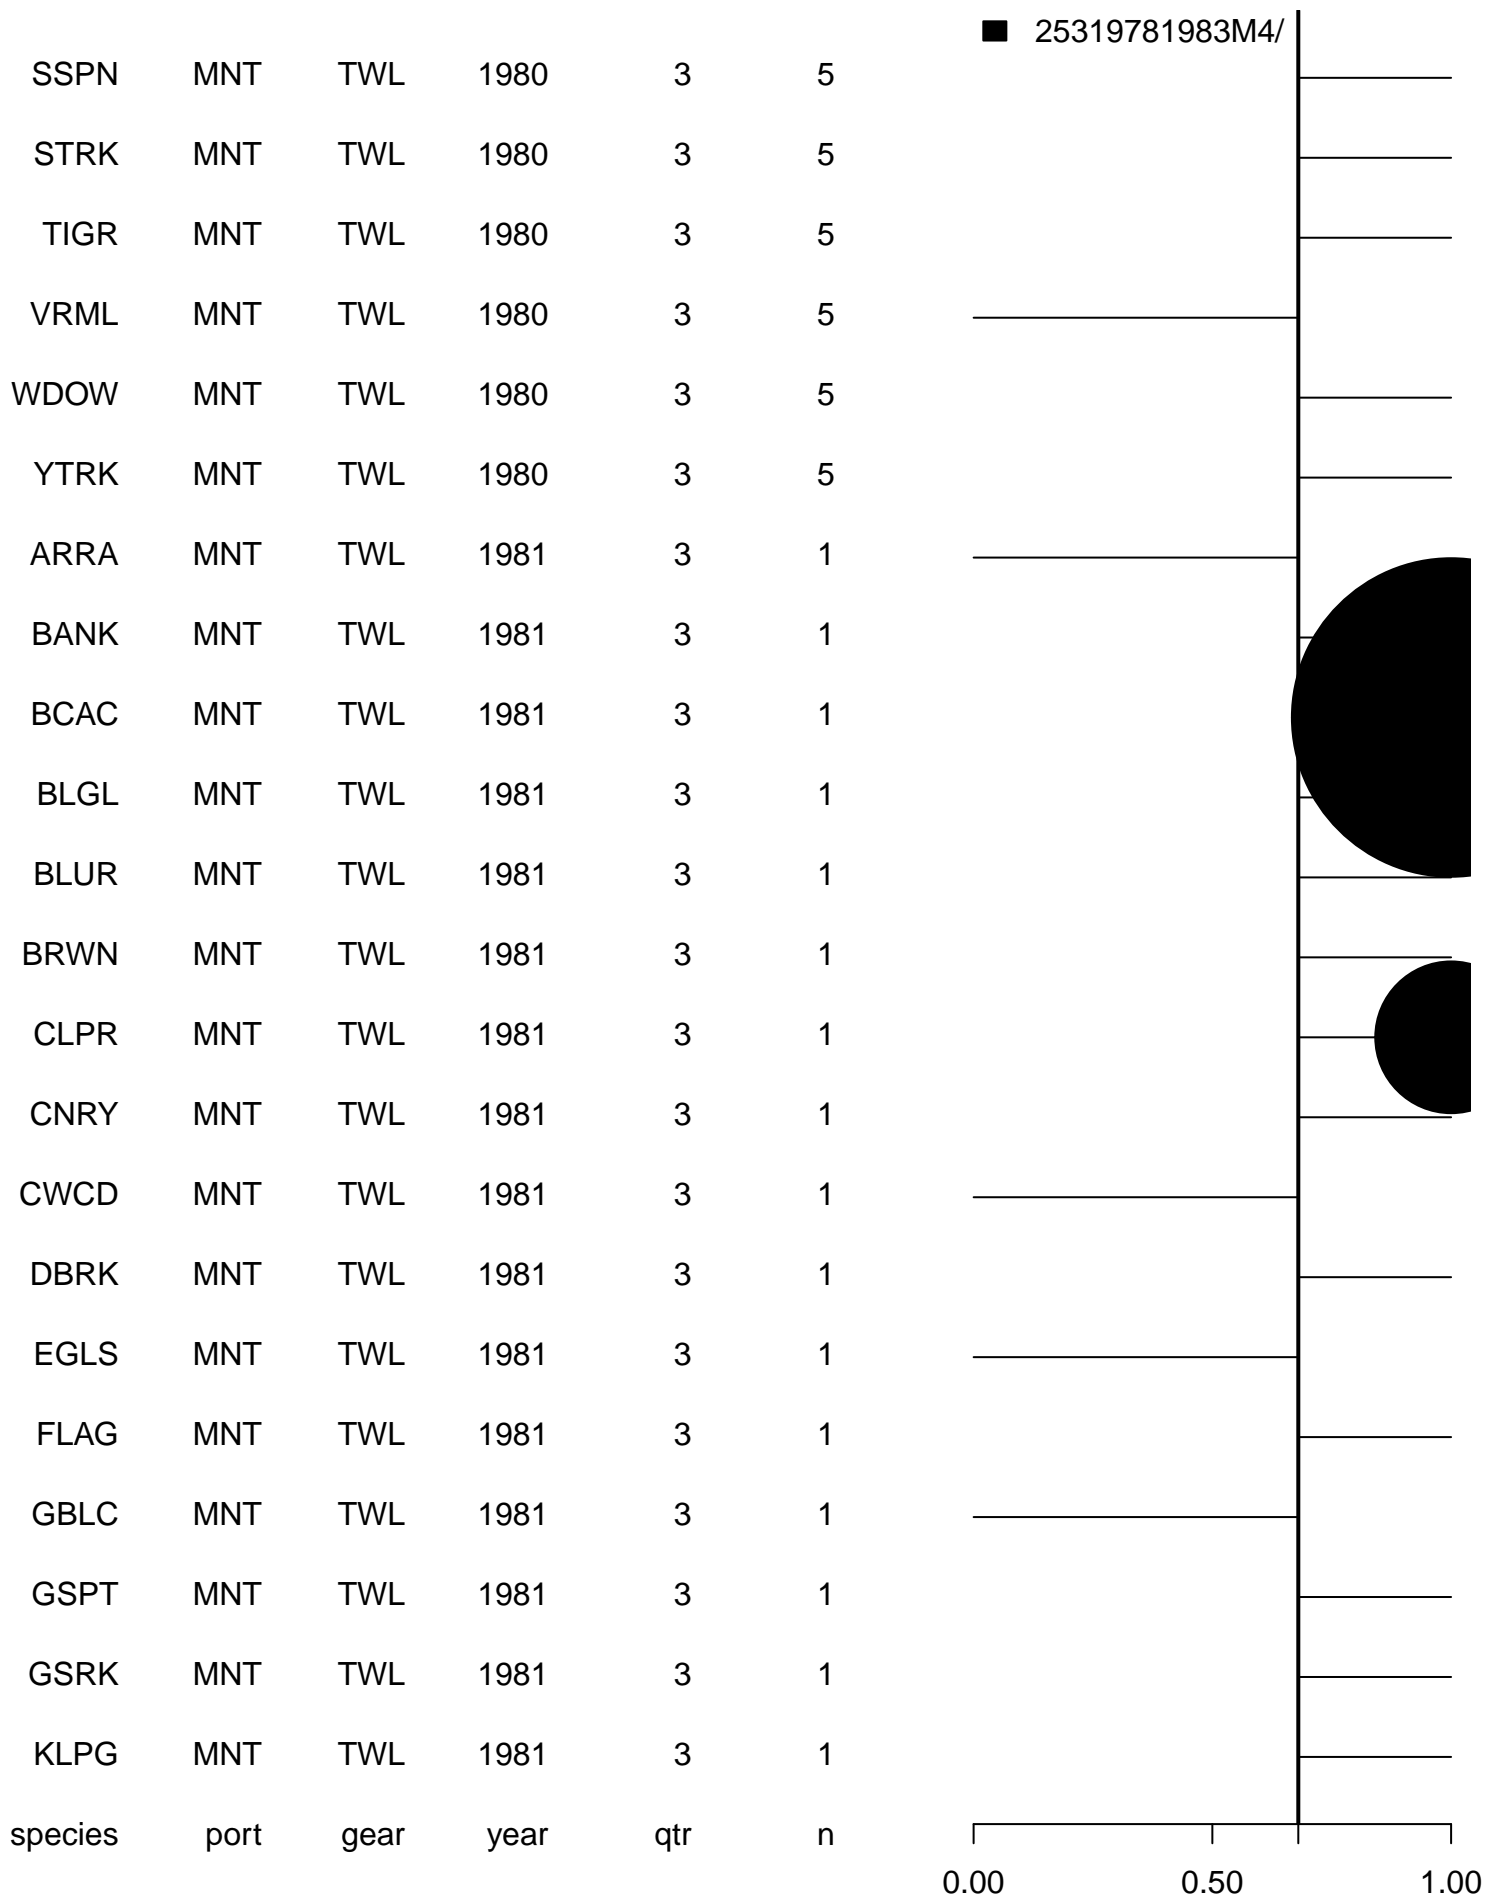 25319781983M4/
SSPN MNT TWL 1980 3 5
STRK MNT TWL 1980 3 5
TIGR MNT TWL 1980 3 5
VRML MNT TWL 1980 3 5
WDOW MNT TWL 1980 3 5
YTRK MNT TWL 1980 3 5
ARRA MNT TWL 1981 3 1
BANK MNT TWL 1981 3 1
BCAC MNT TWL 1981 3 1
BLGL MNT TWL 1981 3 1
BLUR MNT TWL 1981 3 1
BRWN MNT TWL 1981 3 1
CLPR MNT TWL 1981 3 1
CNRY MNT TWL 1981 3 1
CWCD MNT TWL 1981 3 1
DBRK MNT TWL 1981 3 1
EGLS MNT TWL 1981 3 1
FLAG MNT TWL 1981 3 1
GBLC MNT TWL 1981 3 1
GSPT MNT TWL 1981 3 1
GSRK MNT TWL 1981 3 1
KLPG MNT TWL 1981 3 1
species port gear year qtr n
0.00 0.50 1.00